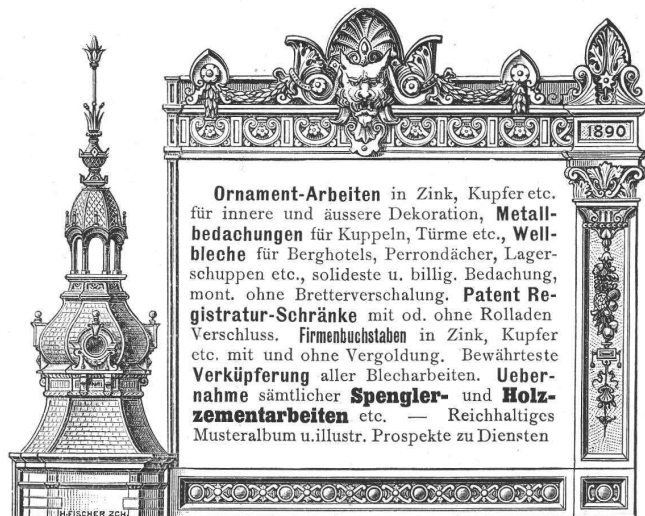 1890
Ornament-Arbeiten in Zink, Kupfer etc.
für innere und äussere Dekoration, Metall-
bedachungen für Kuppeln, Türme etc., Well-
bleche für Berghotels, Perrondächer, Lager-
schuppen etc., solideste u. billig. Bedachung,
mont. ohne Bretterverschalung. Patent Re-
gistratur-Schränke mit od. ohne Rolladen
Verschluss. Firmenbuchstaben in Zink, Kupfer
etc. mit und ohne Vergoldung. Bewährteste
Verküpferung aller Blecharbeiten. Ueber-
nahme sämtlicher Spengler- und Holz-
zementarbeiten etc. — Reichhaltiges
Musteralbum u. illustr. Prospekte zu Diensten
H.FISCHER ZCH.